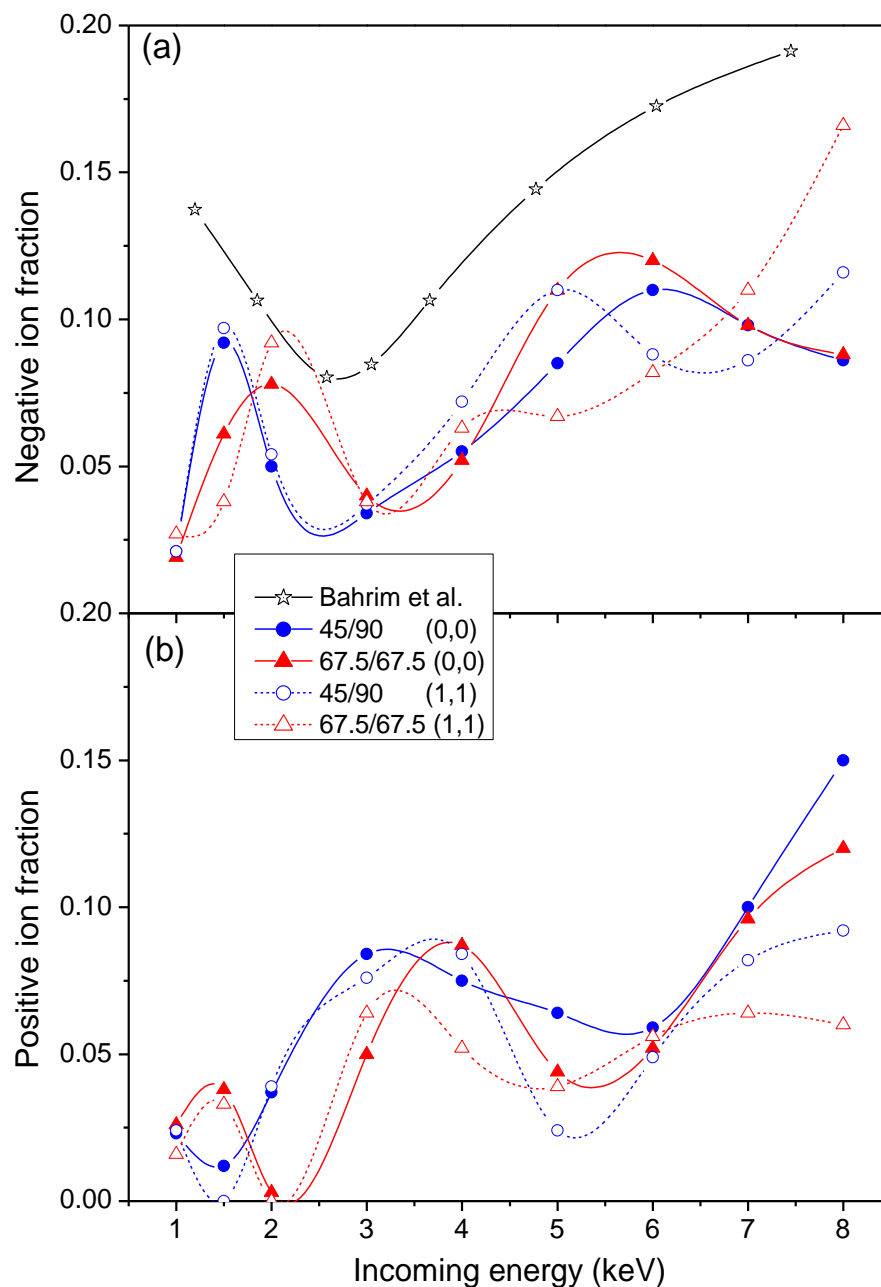 0.20
(a)
0.15
0.10
0.05
Negative ion fraction
Bahrim et al.
45/90 (0,0)
67.5/67.5 (0,0)
45/90 (1,1)
67.5/67.5 (1,1)
0.20
(b)
0.15
0.10
0.05
0.00
Positive ion fraction
1 2 3 4 5 6 7 8
Incoming energy (keV)